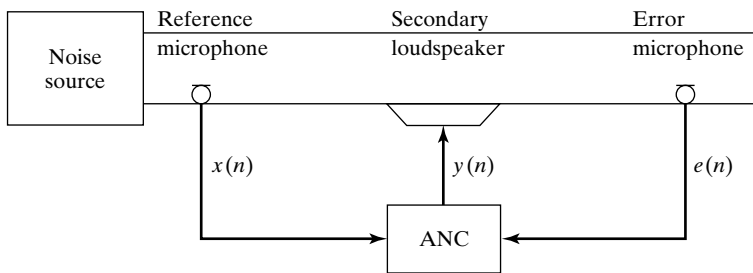 Noise
source
Reference
microphone
Secondary
loudspeaker
Error
microphone
x(n)
y(n)
e(n)
ANC